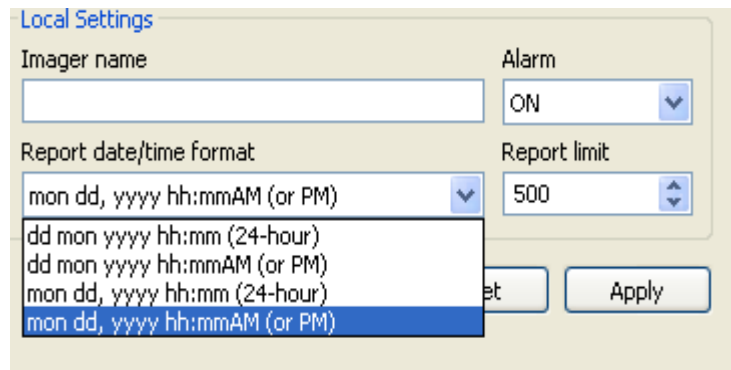 Local Settings
Imager name
Alarm
ON
Report date/time format
Report limit
mon dd, yyyy hh:mmAM (or PM)
500
dd mon yyyy hh:mm (24-hour)
dd mon yyyy hh:mmAM (or PM)
mon dd, yyyy hh:mm (24-hour)
mon dd, yyyy hh:mmAM (or PM)
Apply